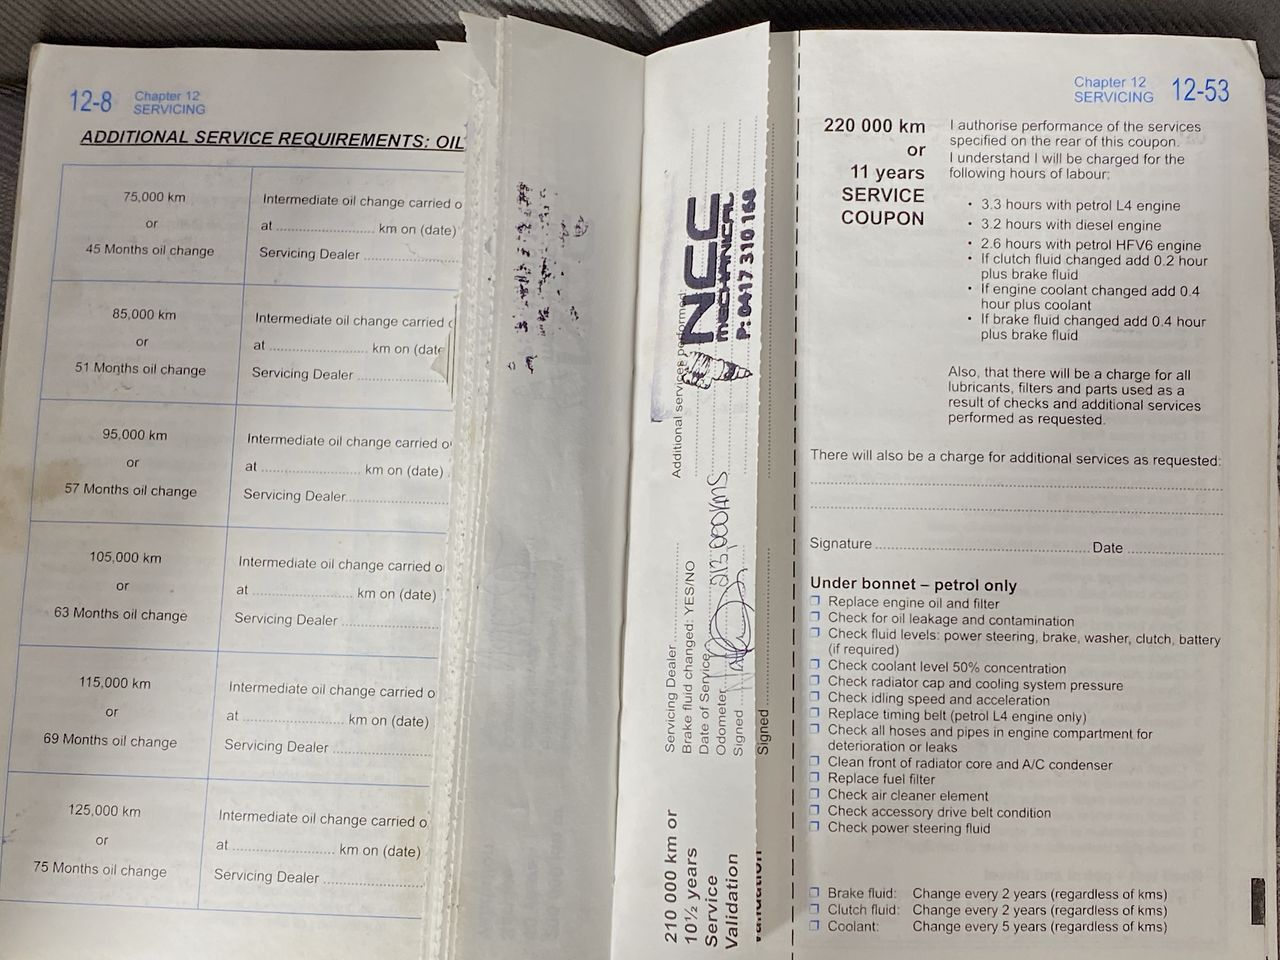 12-8
Chapter 12
SERVICING
ADDITIONAL SERVICE REQUIREMENTS: OIL
75,000 km
or
45 Months oil change
Intermediate oil change carried o
at ........................ km on (date)
Servicing Dealer ........................
85,000 km
or
51 Months oil change
Intermediate oil change carried
at ........................ km on (date
Servicing Dealer ........................
95,000 km
or
57 Months oil change
Intermediate oil change carried o
at ........................ km on (date)
Servicing Dealer........................
105,000 km
or
63 Months oil change
Intermediate oil change carried o
at ........................ km on (date)
Servicing Dealer ........................
115,000 km
or
69 Months oil change
Intermediate oil change carried o
at ........................ km on (date)
Servicing Dealer ........................
125,000 km
or
75 Months oil change
Intermediate oil change carried o
at ........................ km on (date)
Servicing Dealer ........................
210 000 km or
10½ years
Service
Validation
Servicing Dealer........................
Brake fluid changed: YES/NO
Date of Service
Odometer 213,000kms
Signed
Signed
Additional services performed
NCC
MECHANICAL
P: 0417 310 168
Chapter 12
SERVICING
12-53
220 000 km
or
11 years
SERVICE
COUPON
I authorise performance of the services
specified on the rear of this coupon.
I understand I will be charged for the
following hours of labour:
• 3.3 hours with petrol L4 engine
• 3.2 hours with diesel engine
• 2.6 hours with petrol HFV6 engine
• If clutch fluid changed add 0.2 hour
plus brake fluid
• If engine coolant changed add 0.4
hour plus coolant
• If brake fluid changed add 0.4 hour
plus brake fluid
Also, that there will be a charge for all
lubricants, filters and parts used as a
result of checks and additional services
performed as requested.
There will also be a charge for additional services as requested:
Signature ........................ Date ........................
Under bonnet – petrol only
❒ Replace engine oil and filter
❒ Check for oil leakage and contamination
❒ Check fluid levels: power steering, brake, washer, clutch, battery
(if required)
❒ Check coolant level 50% concentration
❒ Check radiator cap and cooling system pressure
❒ Check idling speed and acceleration
❒ Replace timing belt (petrol L4 engine only)
❒ Check all hoses and pipes in engine compartment for
deterioration or leaks
❒ Clean front of radiator core and A/C condenser
❒ Replace fuel filter
❒ Check air cleaner element
❒ Check accessory drive belt condition
❒ Check power steering fluid
❒ Brake fluid: Change every 2 years (regardless of kms)
❒ Clutch fluid: Change every 2 years (regardless of kms)
❒ Coolant: Change every 5 years (regardless of kms)